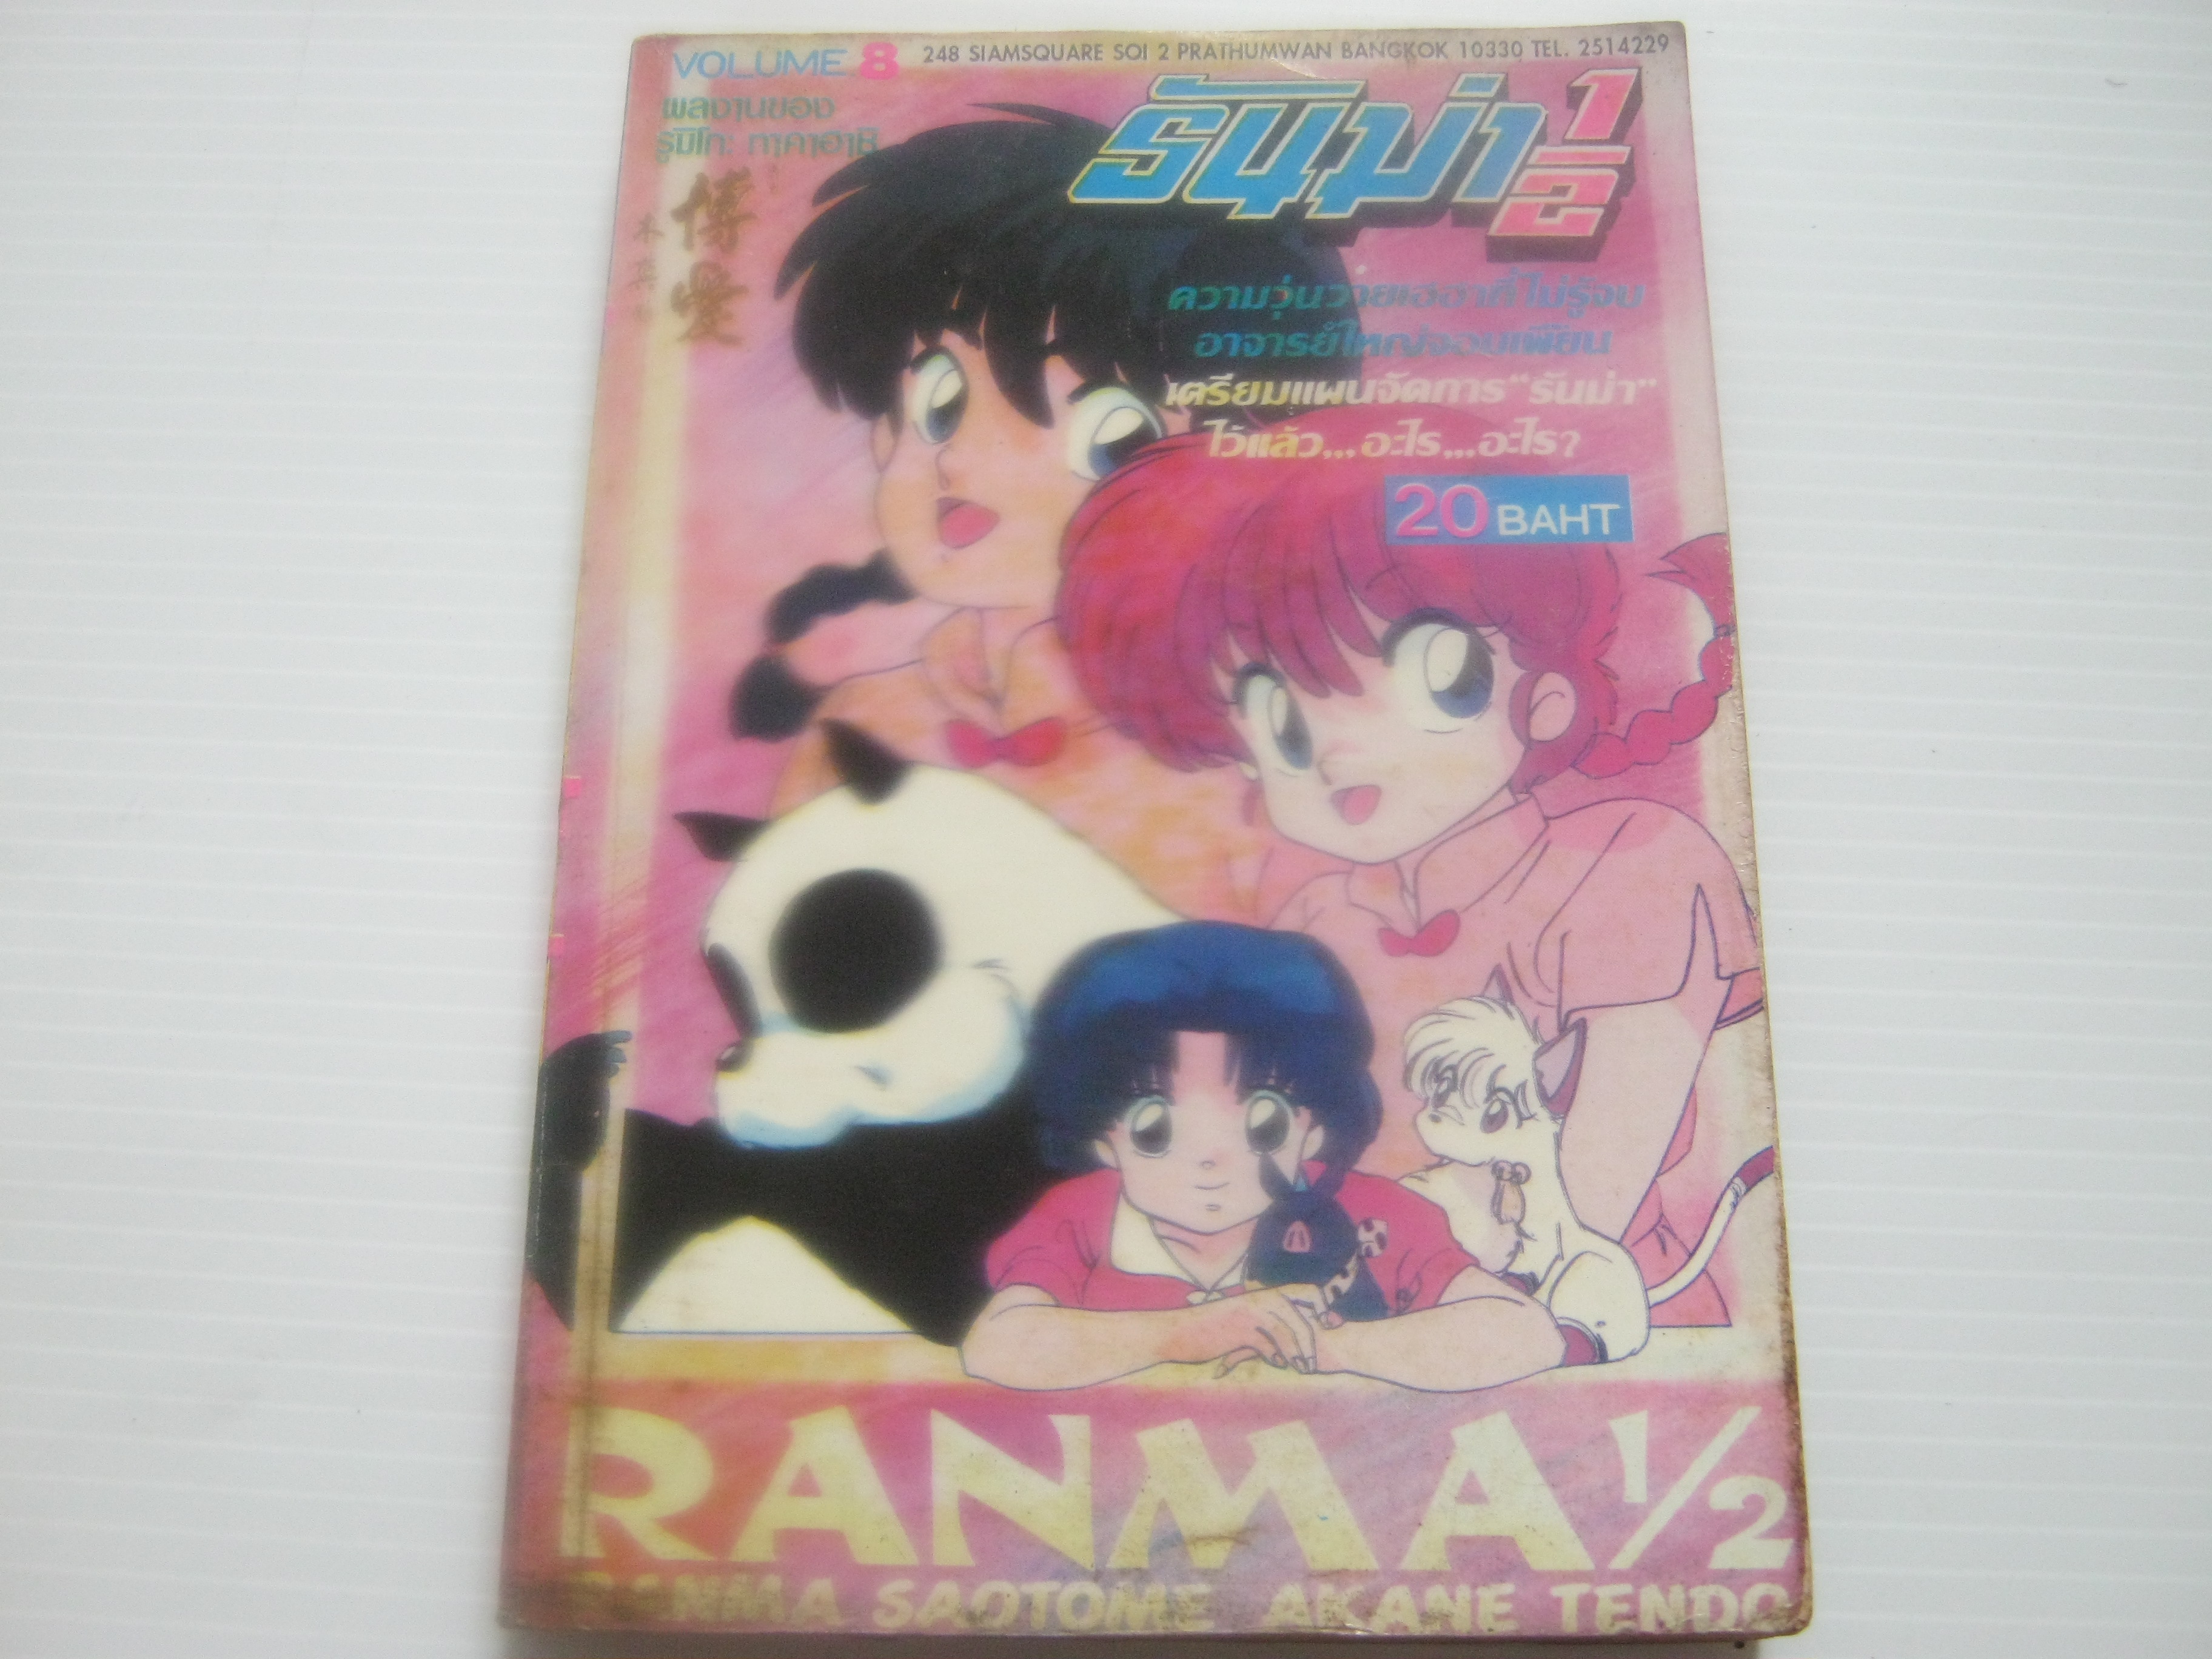 VOLUME 8
248 SIAMSQUARE SOI 2 PRATHUMWAN BANGKOK 10330 TEL. 2514229
ผลงานของ
รูมิโกะ ทาคาฮาชิ
รันม่า 1/2
博愛
ความวุ่นวายเฮฮาที่ไม่รู้จบ
อาจารย์ใหญ่จอมเพี้ยน
เตรียมแผนจัดการ"รันม่า"
ไว้แล้ว,,,อะไร,,,อะไร?
20 BAHT
RANMA 1/2
RANMA SAOTOME AKANE TENDO